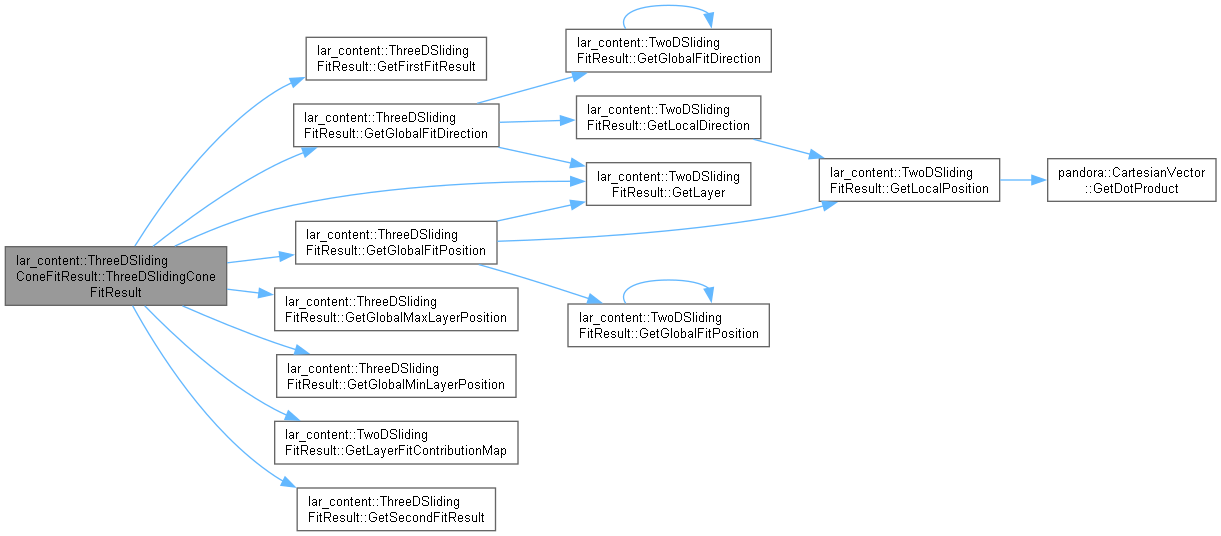 lar_content::ThreeDSliding
ConeFitResult::ThreeDSlidingCone
FitResult
lar_content::ThreeDSliding
FitResult::GetFirstFitResult
lar_content::ThreeDSliding
FitResult::GetGlobalFitDirection
lar_content::TwoDSliding
FitResult::GetGlobalFitDirection
lar_content::TwoDSliding
FitResult::GetLocalDirection
lar_content::TwoDSliding
FitResult::GetLayer
lar_content::TwoDSliding
FitResult::GetLocalPosition
pandora::CartesianVector
::GetDotProduct
lar_content::ThreeDSliding
FitResult::GetGlobalFitPosition
lar_content::TwoDSliding
FitResult::GetGlobalFitPosition
lar_content::ThreeDSliding
FitResult::GetGlobalMaxLayerPosition
lar_content::ThreeDSliding
FitResult::GetGlobalMinLayerPosition
lar_content::TwoDSliding
FitResult::GetLayerFitContributionMap
lar_content::ThreeDSliding
FitResult::GetSecondFitResult